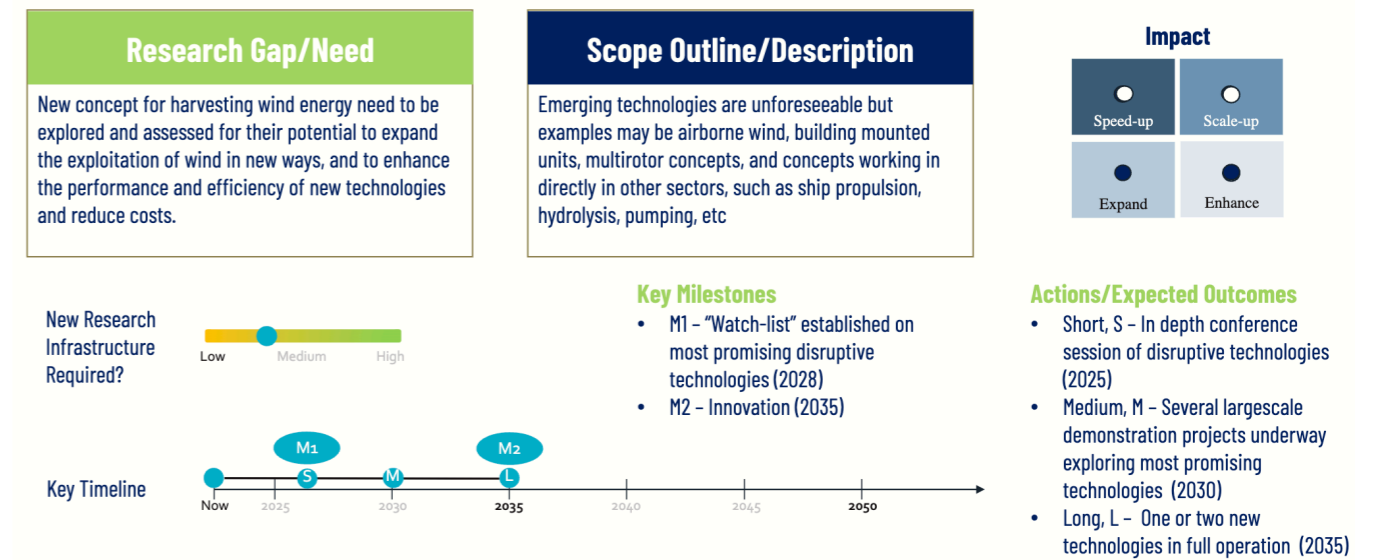 Research Gap/Need
New concept for harvesting wind energy need to be
explored and assessed for their potential to expand
the exploitation of wind in new ways, and to enhance
the performance and efficiency of new technologies
and reduce costs.
Scope Outline/Description
Emerging technologies are unforeseeable but
examples may be airborne wind, building mounted
units, multirotor concepts, and concepts working in
directly in other sectors, such as ship propulsion,
hydrolysis, pumping, etc
Impact
Speed-up
Scale-up
Expand
Enhance
New Research
Infrastructure
Required?
Low
Medium
High
Key Milestones
• M1 – “Watch-list” established on
most promising disruptive
technologies (2028)
• M2 – Innovation (2035)
Actions/Expected Outcomes
• Short, S – In depth conference
session of disruptive technologies
(2025)
• Medium, M – Several largescale
demonstration projects underway
exploring most promising
technologies (2030)
• Long, L – One or two new
technologies in full operation (2035)
Key Timeline
M1
M2
S
M
L
Now
2025
2030
2035
2040
2045
2050